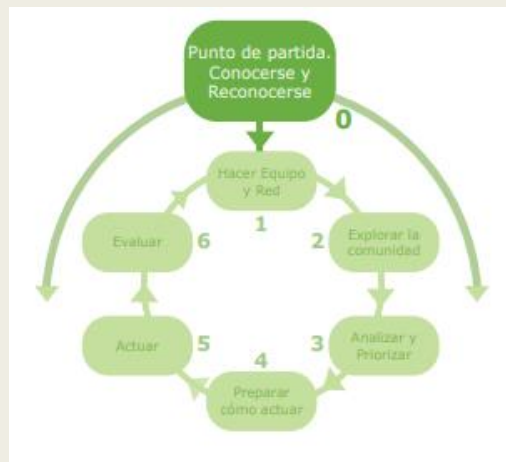 Punto de partida.
Conocerse y
Reconocerse
0
Hacer Equipo
y Red
1
2
Explorar la
comunidad
3
Analizar y
Priorizar
4
Preparar
cómo actuar
5
Actuar
6
Evaluar